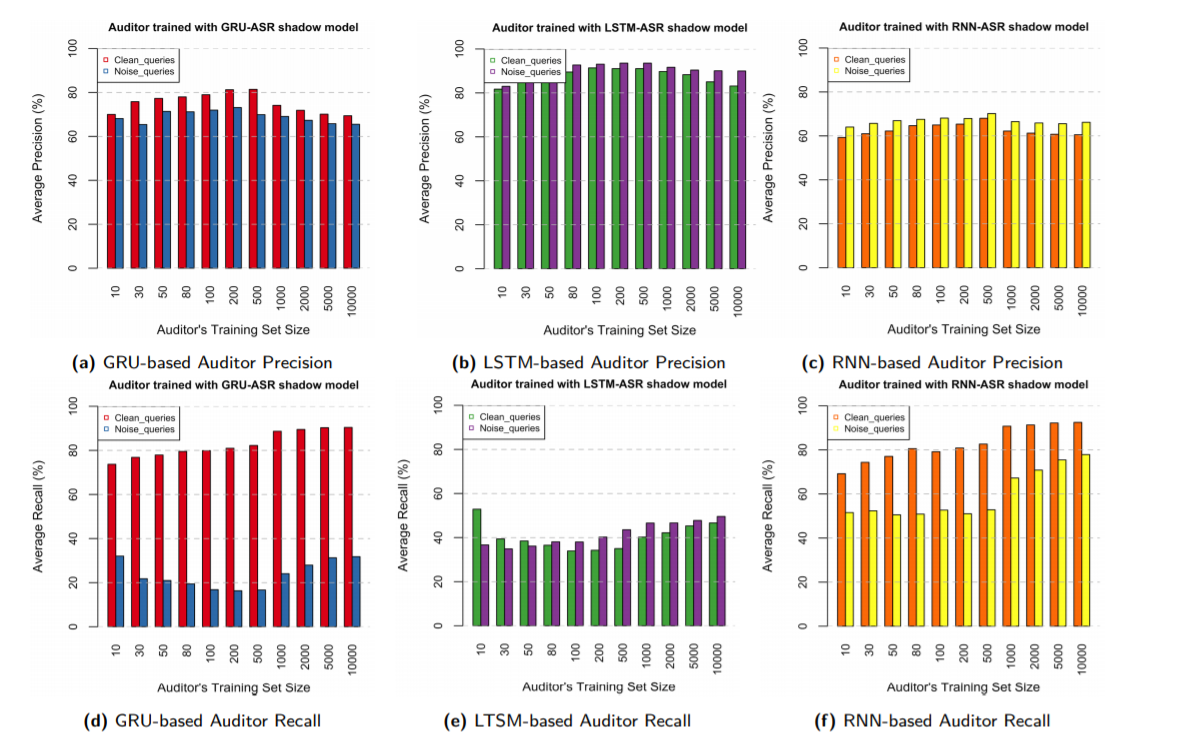 Auditor trained with GRU-ASR shadow model
Average Precision (%)
100
80
60
40
20
0
Clean_queries
Noise_queries
10 30 50 80 100 200 500 1000 2000 5000 10000
Auditor's Training Set Size
(a) GRU-based Auditor Precision
Auditor trained with LSTM-ASR shadow model
Average Precision (%)
100
80
60
40
20
0
Clean_queries
Noise_queries
10 30 50 80 100 200 500 1000 2000 5000 10000
Auditor's Training Set Size
(b) LSTM-based Auditor Precision
Auditor trained with RNN-ASR shadow model
Average Precision (%)
100
80
60
40
20
0
Clean_queries
Noise_queries
10 30 50 80 100 200 500 1000 2000 5000 10000
Auditor's Training Set Size
(c) RNN-based Auditor Precision
Auditor trained with GRU-ASR shadow model
Average Recall (%)
100
80
60
40
20
0
Clean_queries
Noise_queries
10 30 50 80 100 200 500 1000 2000 5000 10000
Auditor's Training Set Size
(d) GRU-based Auditor Recall
Auditor trained with LSTM-ASR shadow model
Average Recall (%)
100
80
60
40
20
0
Clean_queries
Noise_queries
10 30 50 80 100 200 500 1000 2000 5000 10000
Auditor's Training Set Size
(e) LTSM-based Auditor Recall
Auditor trained with RNN-ASR shadow model
Average Recall (%)
100
80
60
40
20
0
Clean_queries
Noise_queries
10 30 50 80 100 200 500 1000 2000 5000 10000
Auditor's Training Set Size
(f) RNN-based Auditor Recall